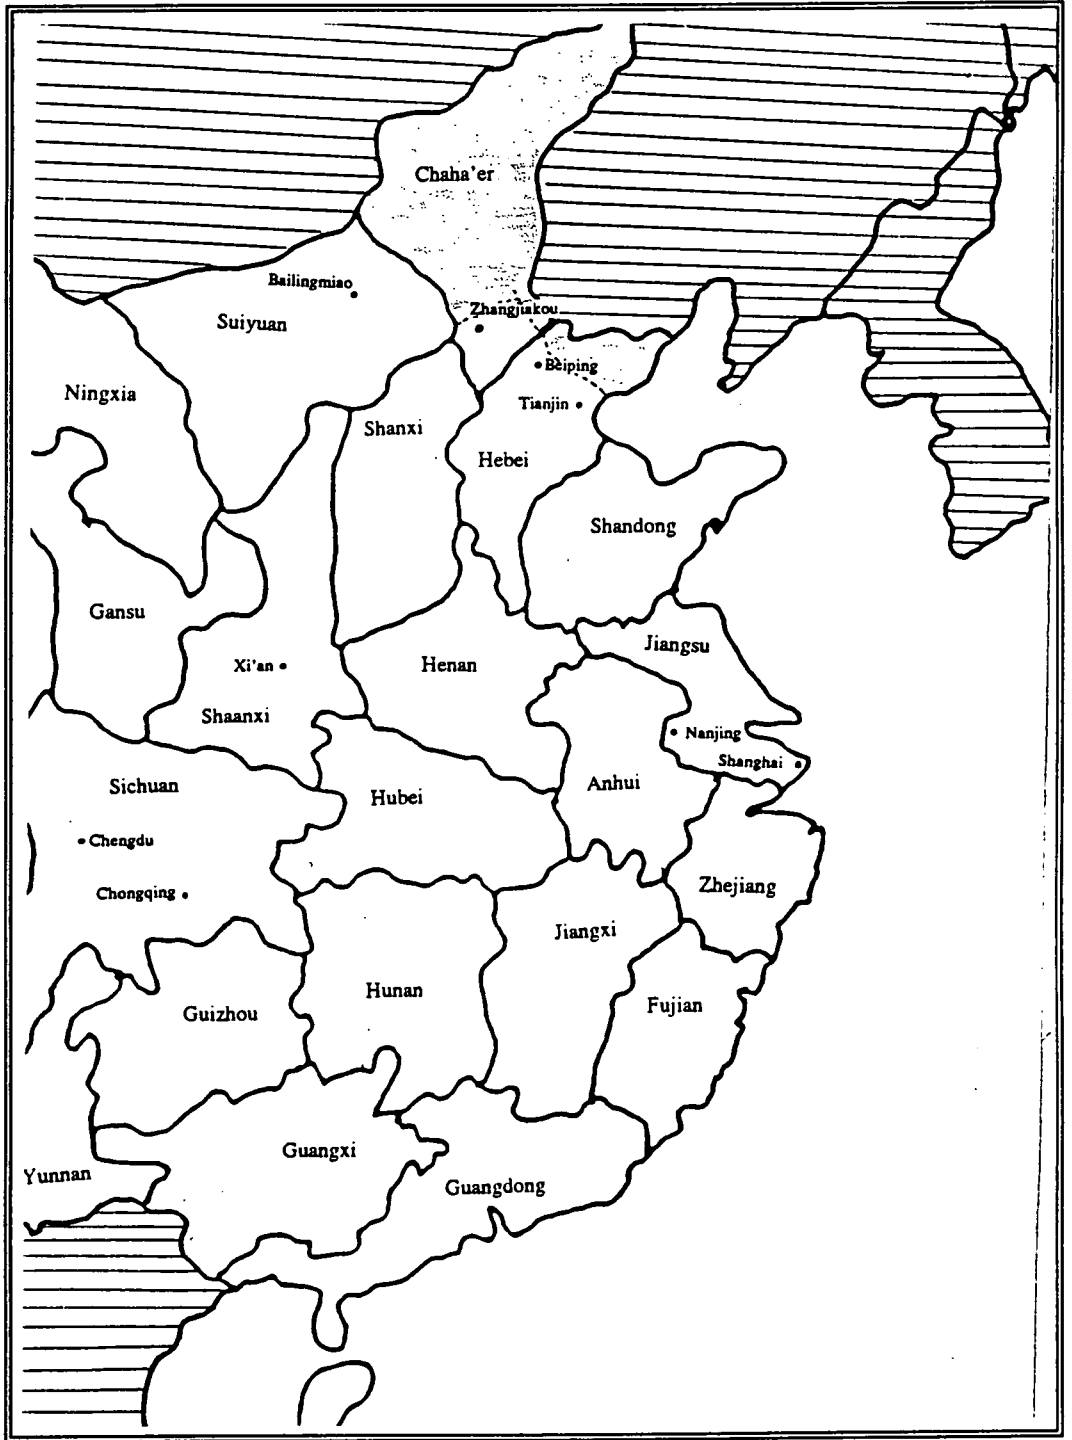 Chaha'er
Bailingmiao
Zhangjiakou
Suiyuan
Beiping
Ningxia
Tianjin
Shanxi
Hebei
Shandong
Gansu
Jiangsu
Xi'an
Henan
Shaanxi
Nanjing
Shanghai
Sichuan
Anhui
Hubei
Chengdu
Zhejiang
Chongqing
Jiangxi
Hunan
Fujian
Guizhou
Guangxi
Yunnan
Guangdong